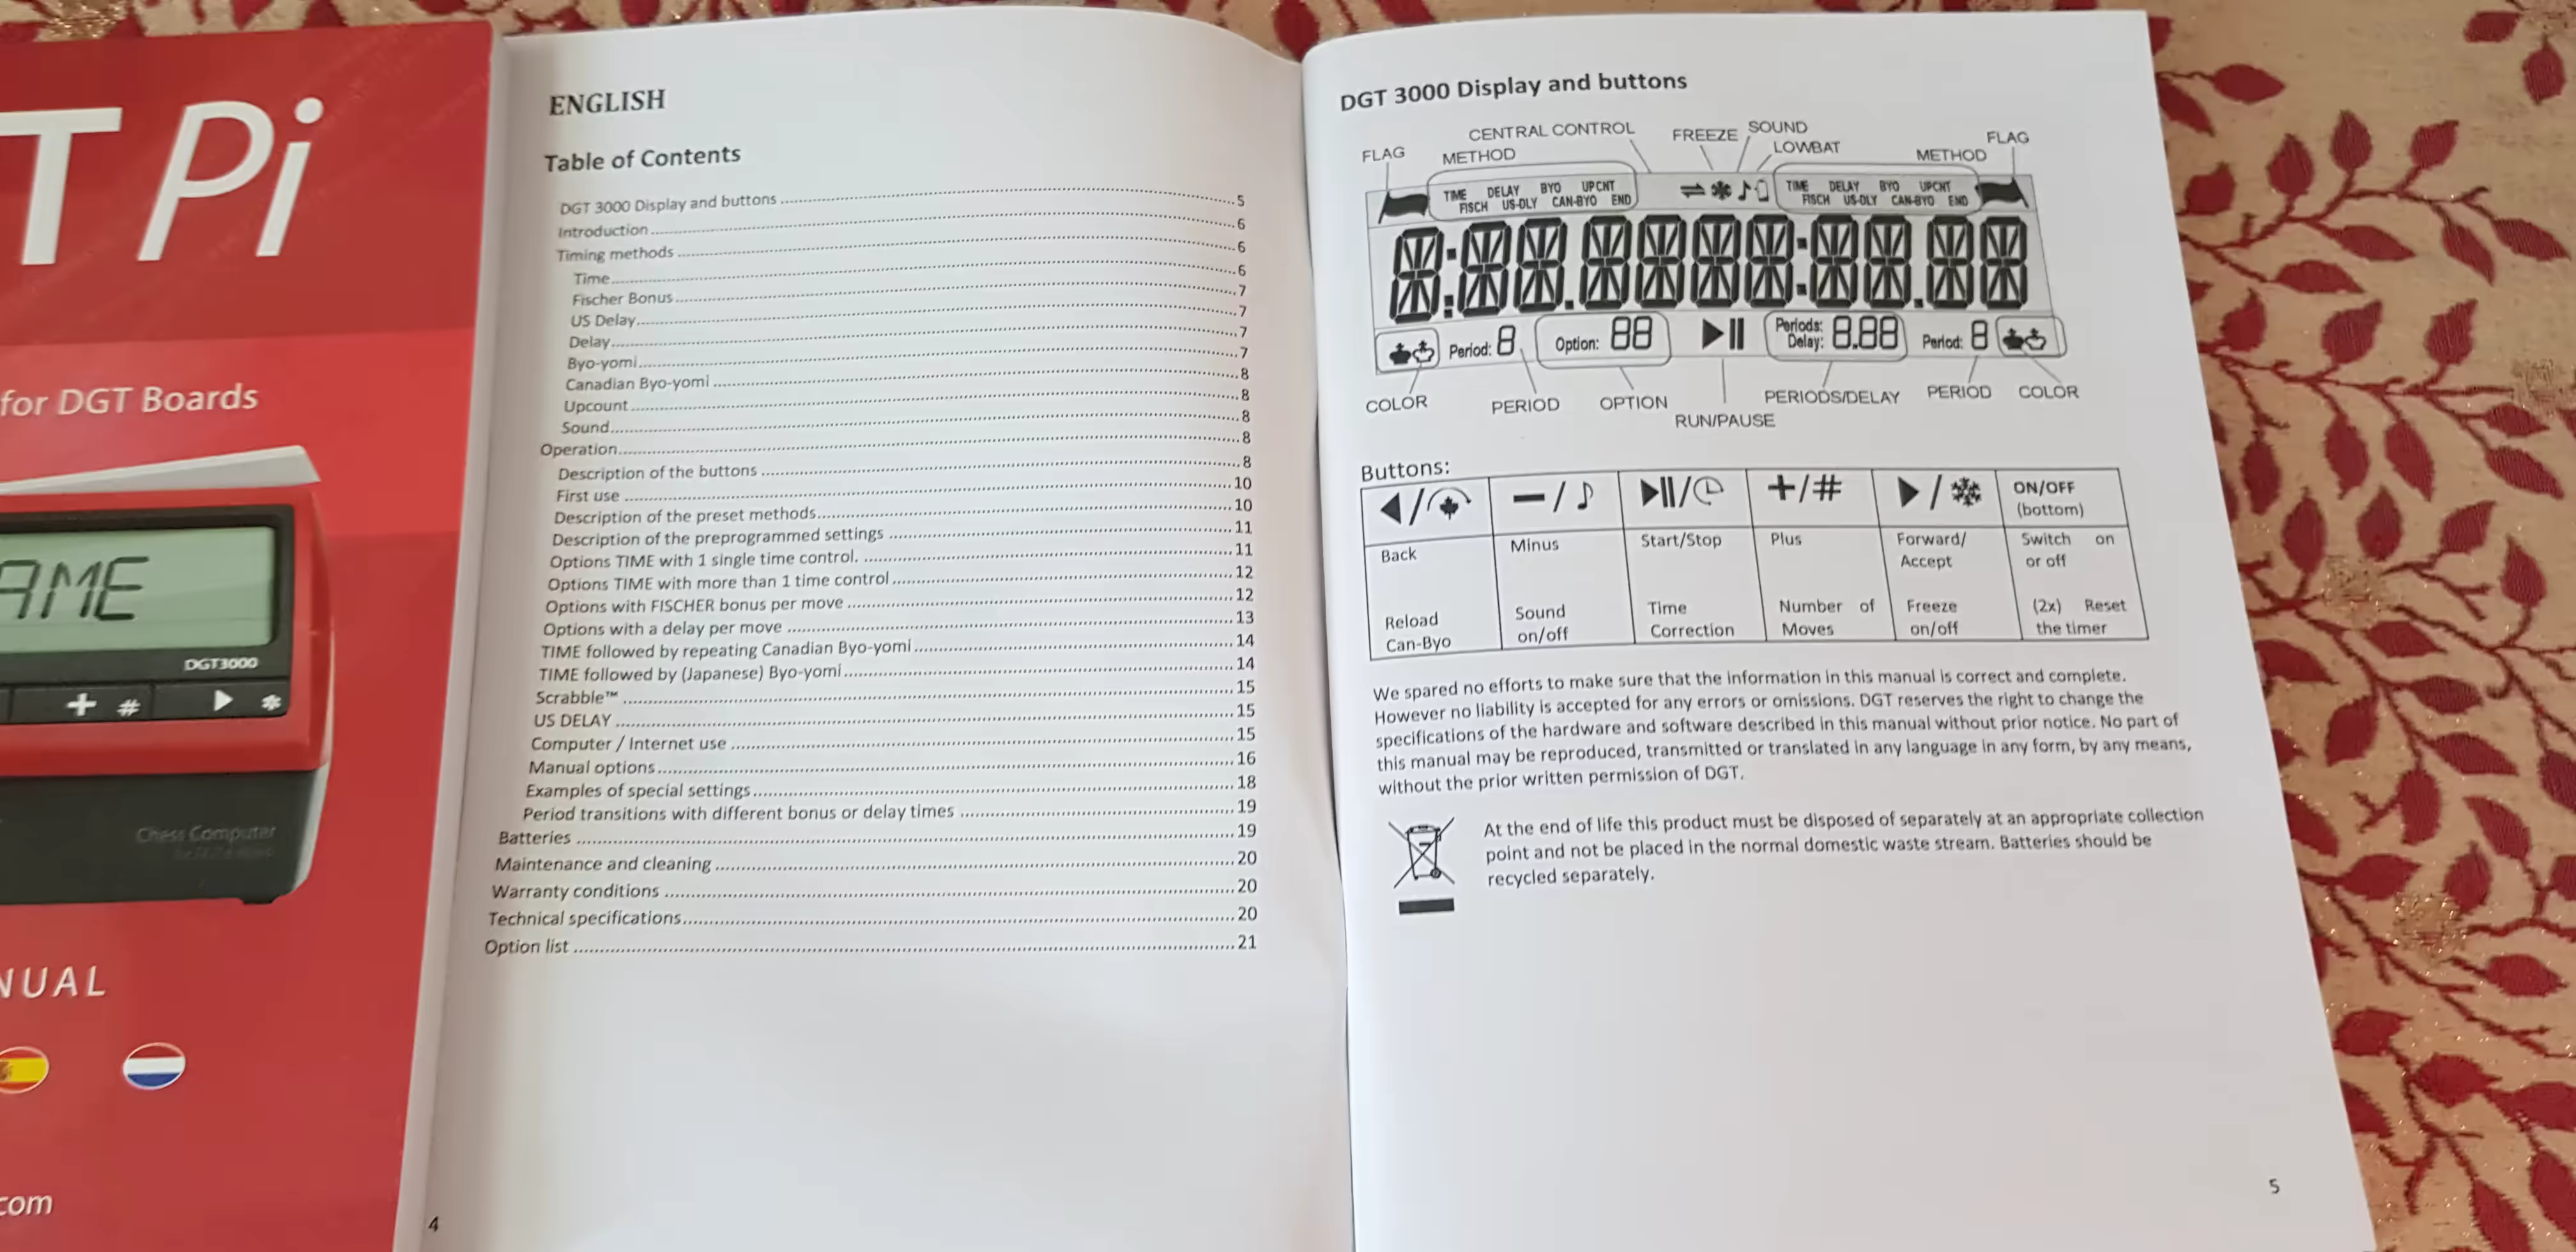 T Pi
for DGT Boards
AME
DGT3000
+ #
Chess Computer
NUAL
com
ENGLISH
Table of Contents
DGT 3000 Display and buttons 5
Introduction 6
Timing methods 6
Time 6
Fischer Bonus 7
US Delay 7
Delay 7
Byo-yomi 7
Canadian Byo-yomi 8
Upcount 8
Sound 8
Operation 8
Description of the buttons 8
First use 10
Description of the preset methods 10
Description of the preprogrammed settings 11
Options TIME with 1 single time control. 11
Options TIME with more than 1 time control 12
Options with FISCHER bonus per move 12
Options with a delay per move 13
TIME followed by repeating Canadian Byo-yomi 14
TIME followed by (Japanese) Byo-yomi 14
Scrabble™ 15
US DELAY 15
Computer / Internet use 15
Manual options 16
Examples of special settings 18
Period transitions with different bonus or delay times 19
Batteries 19
Maintenance and cleaning 20
Warranty conditions 20
Technical specifications 20
Option list 21
4
DGT 3000 Display and buttons
CENTRAL CONTROL FREEZE SOUND
FLAG METHOD LOWBAT METHOD FLAG
TIME DELAY BYO UPCNT TIME DELAY BYO UPCNT
FISCH US-DLY CAN-BYO END FISCH US-DLY CAN-BYO END
8:88.8888:88.88
Period: 8 Option: 88 Periods: Delay: 8.88 Period: 8
COLOR PERIOD OPTION RUN/PAUSE PERIODS/DELAY PERIOD COLOR
Buttons:
◀/ −/♪ ▶II/ +/# ▶/❄ ON/OFF (bottom)
Back Minus Start/Stop Plus Forward/ Accept Switch on or off
Reload Can-Byo Sound on/off Time Correction Number of Moves Freeze on/off (2x) Reset the timer
We spared no efforts to make sure that the information in this manual is correct and complete.
However no liability is accepted for any errors or omissions. DGT reserves the right to change the
specifications of the hardware and software described in this manual without prior notice. No part of
this manual may be reproduced, transmitted or translated in any language in any form, by any means,
without the prior written permission of DGT.
At the end of life this product must be disposed of separately at an appropriate collection
point and not be placed in the normal domestic waste stream. Batteries should be
recycled separately.
5